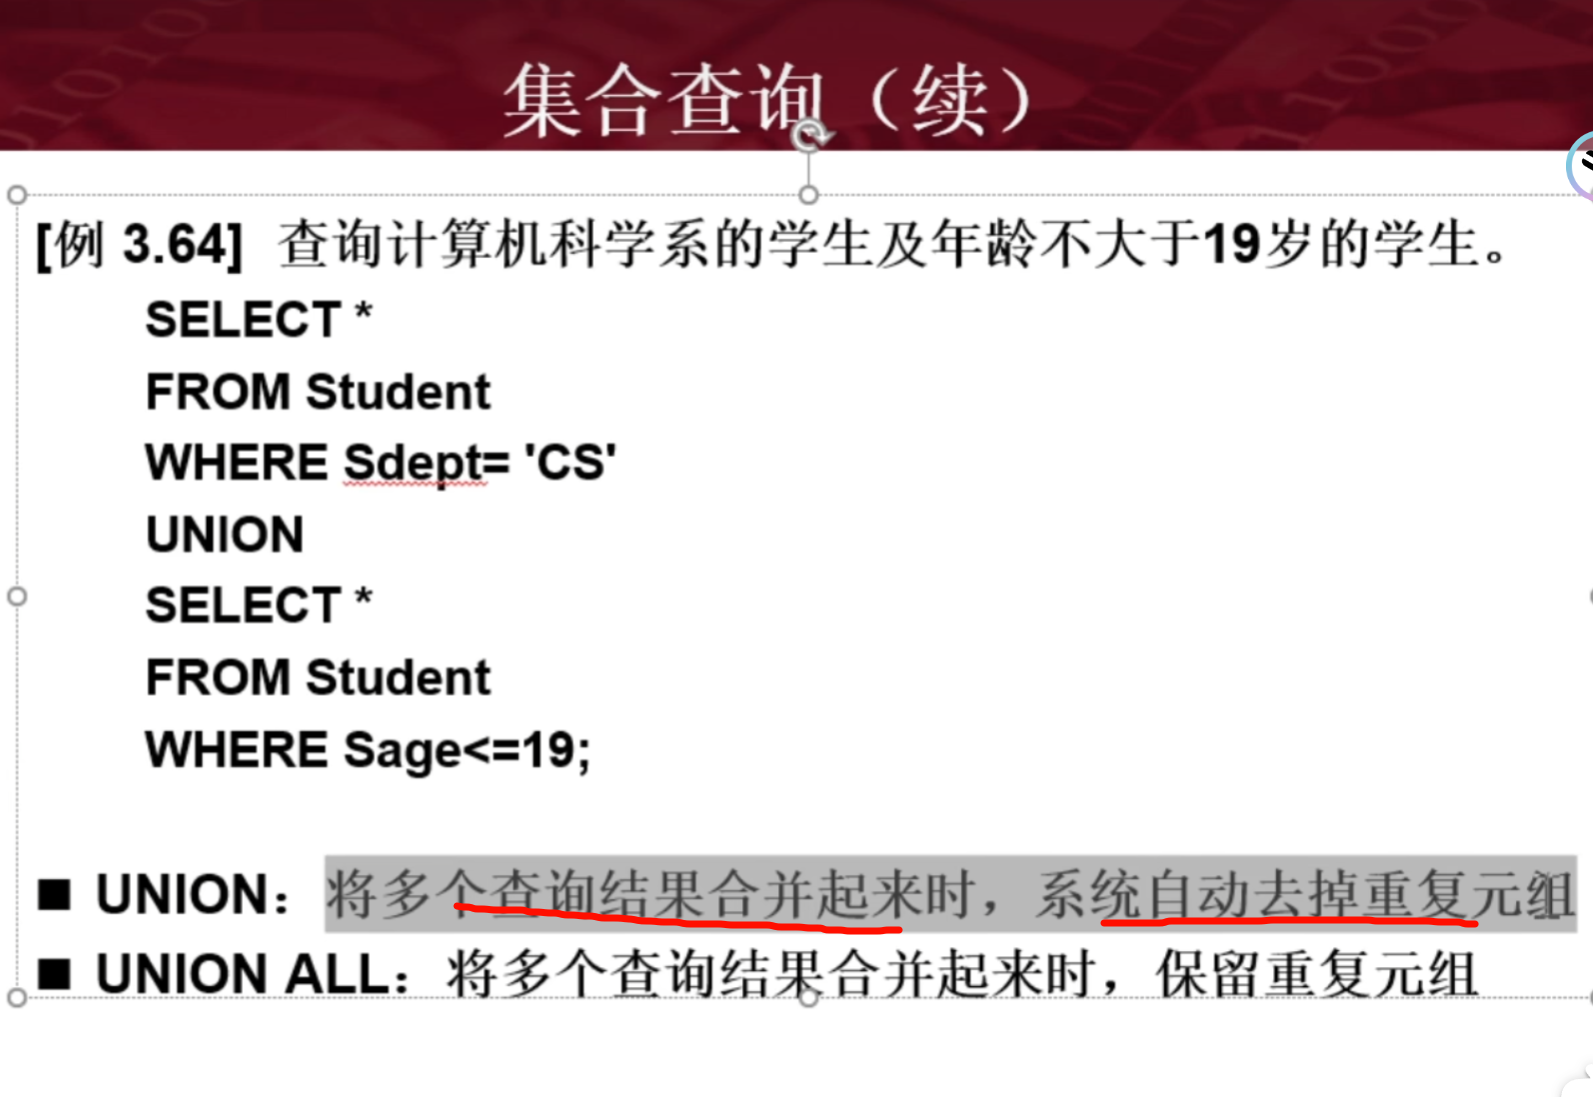 集合查询（续）
[例 3.64] 查询计算机科学系的学生及年龄不大于19岁的学生。
SELECT *
FROM Student
WHERE Sdept= 'CS'
UNION
SELECT *
FROM Student
WHERE Sage<=19;
■ UNION：将多个查询结果合并起来时，系统自动去掉重复元组
■ UNION ALL：将多个查询结果合并起来时，保留重复元组